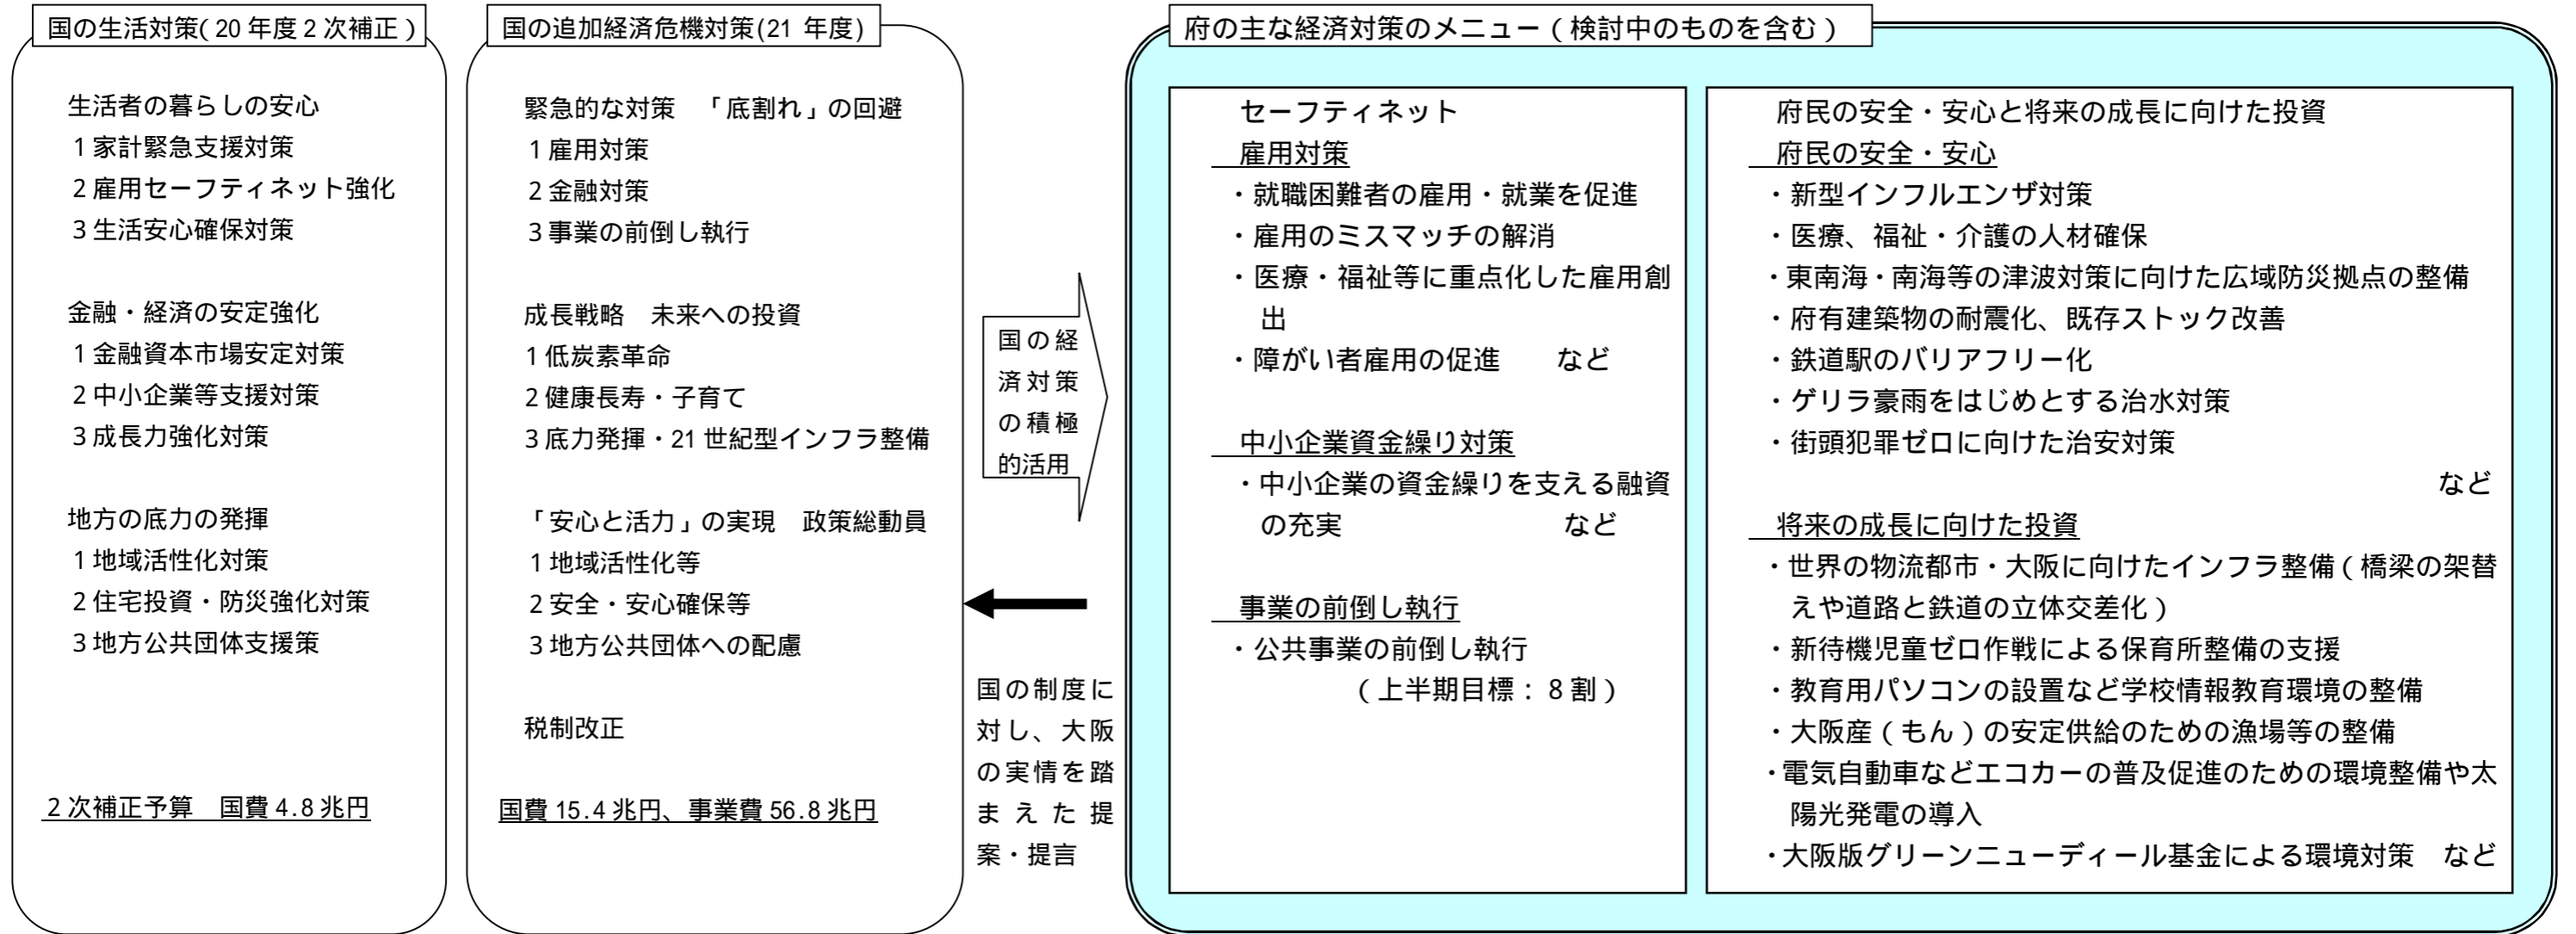 国の生活対策(20年度2次補正)
生活者の暮らしの安心
1家計緊急支援対策
2雇用セーフティネット強化
3生活安心確保対策
金融・経済の安定強化
1金融資本市場安定対策
2中小企業等支援対策
3成長力強化対策
地方の底力の発揮
1地域活性化対策
2住宅投資・防災強化対策
3地方公共団体支援策
2次補正予算　国費4.8兆円
国の追加経済危機対策(21 年度)
緊急的な対策　「底割れ」の回避
1雇用対策
2金融対策
3事業の前倒し執行
成長戦略　未来への投資
1低炭素革命
2健康長寿・子育て
3底力発揮・21世紀型インフラ整備
「安心と活力」の実現　政策総動員
1地域活性化等
2安全・安心確保等
3地方公共団体への配慮
税制改正
国費15.4兆円、事業費56.8兆円
国の経
済対策
の積極
的活用
国の制度に
対し、大阪
の実情を踏
まえた提
案・提言
府の主な経済対策のメニュー（検討中のものを含む）
セーフティネット
雇用対策
・就職困難者の雇用・就業を促進
・雇用のミスマッチの解消
・医療・福祉等に重点化した雇用創
出
・障がい者雇用の促進　　など
中小企業資金繰り対策
・中小企業の資金繰りを支える融資
の充実　　　　　　　　など
事業の前倒し執行
・公共事業の前倒し執行
（上半期目標：8割）
府民の安全・安心と将来の成長に向けた投資
府民の安全・安心
・新型インフルエンザ対策
・医療、福祉・介護の人材確保
・東南海・南海等の津波対策に向けた広域防災拠点の整備
・府有建築物の耐震化、既存ストック改善
・鉄道駅のバリアフリー化
・ゲリラ豪雨をはじめとする治水対策
・街頭犯罪ゼロに向けた治安対策
など
将来の成長に向けた投資
・世界の物流都市・大阪に向けたインフラ整備（橋梁の架替
えや道路と鉄道の立体交差化）
・新待機児童ゼロ作戦による保育所整備の支援
・教育用パソコンの設置など学校情報教育環境の整備
・大阪産（もん）の安定供給のための漁場等の整備
・電気自動車などエコカーの普及促進のための環境整備や太
陽光発電の導入
・大阪版グリーンニューディール基金による環境対策　など